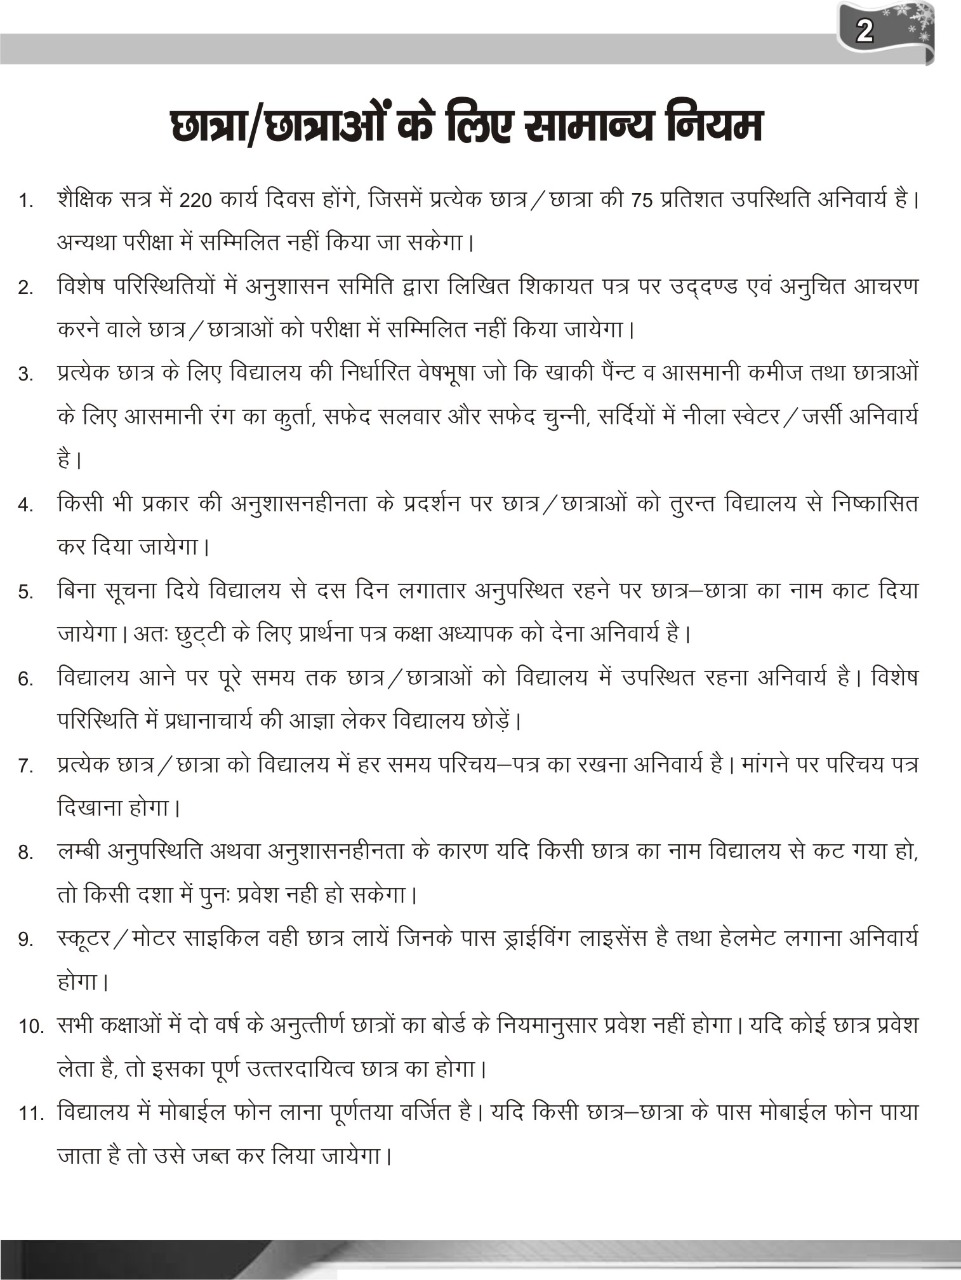 2
छात्रा/छात्राओं के लिए सामान्य नियम
1. शैक्षिक सत्र में 220 कार्य दिवस होंगे, जिसमें प्रत्येक छात्र/छात्रा की 75 प्रतिशत उपस्थिति अनिवार्य है।
अन्यथा परीक्षा में सम्मिलित नहीं किया जा सकेगा।
2. विशेष परिस्थितियों में अनुशासन समिति द्वारा लिखित शिकायत पत्र पर उद्दण्ड एवं अनुचित आचरण
करने वाले छात्र/छात्राओं को परीक्षा में सम्मिलित नहीं किया जायेगा।
3. प्रत्येक छात्र के लिए विद्यालय की निर्धारित वेषभूषा जो कि खाकी पैंन्ट व आसमानी कमीज तथा छात्राओं
के लिए आसमानी रंग का कुर्ता, सफेद सलवार और सफेद चुन्नी, सर्दियों में नीला स्वेटर/जर्सी अनिवार्य
है।
4. किसी भी प्रकार की अनुशासनहीनता के प्रदर्शन पर छात्र/छात्राओं को तुरन्त विद्यालय से निष्कासित
कर दिया जायेगा।
5. बिना सूचना दिये विद्यालय से दस दिन लगातार अनुपस्थित रहने पर छात्र–छात्रा का नाम काट दिया
जायेगा। अतः छुट्टी के लिए प्रार्थना पत्र कक्षा अध्यापक को देना अनिवार्य है।
6. विद्यालय आने पर पूरे समय तक छात्र/छात्राओं को विद्यालय में उपस्थित रहना अनिवार्य है। विशेष
परिस्थिति में प्रधानाचार्य की आज्ञा लेकर विद्यालय छोड़ें।
7. प्रत्येक छात्र/छात्रा को विद्यालय में हर समय परिचय–पत्र का रखना अनिवार्य है। मांगने पर परिचय पत्र
दिखाना होगा।
8. लम्बी अनुपस्थिति अथवा अनुशासनहीनता के कारण यदि किसी छात्र का नाम विद्यालय से कट गया हो,
तो किसी दशा में पुनः प्रवेश नही हो सकेगा।
9. स्कूटर/मोटर साइकिल वही छात्र लायें जिनके पास ड्राईविंग लाइसेंस है तथा हेलमेट लगाना अनिवार्य
होगा।
10. सभी कक्षाओं में दो वर्ष के अनुत्तीर्ण छात्रों का बोर्ड के नियमानुसार प्रवेश नहीं होगा। यदि कोई छात्र प्रवेश
लेता है, तो इसका पूर्ण उत्तरदायित्व छात्र का होगा।
11. विद्यालय में मोबाईल फोन लाना पूर्णतया वर्जित है। यदि किसी छात्र–छात्रा के पास मोबाईल फोन पाया
जाता है तो उसे जब्त कर लिया जायेगा।